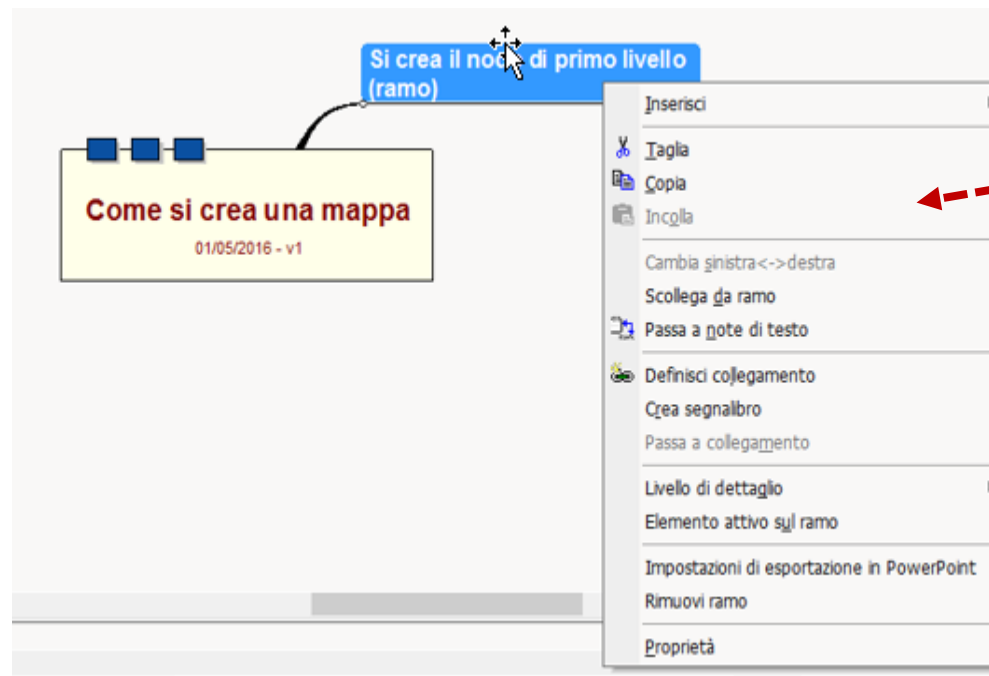 Si crea il nodo di primo livello
(ramo)
Come si crea una mappa
01/05/2016 - v1
Inserisci
Taglia
Copia
Incolla
Cambia sinistra<->destra
Scollega da ramo
Passa a note di testo
Definisci collegamento
Crea segnalibro
Passa a collegamento
Livello di dettaglio
Elemento attivo sul ramo
Impostazioni di esportazione in PowerPoint
Rimuovi ramo
Proprietà